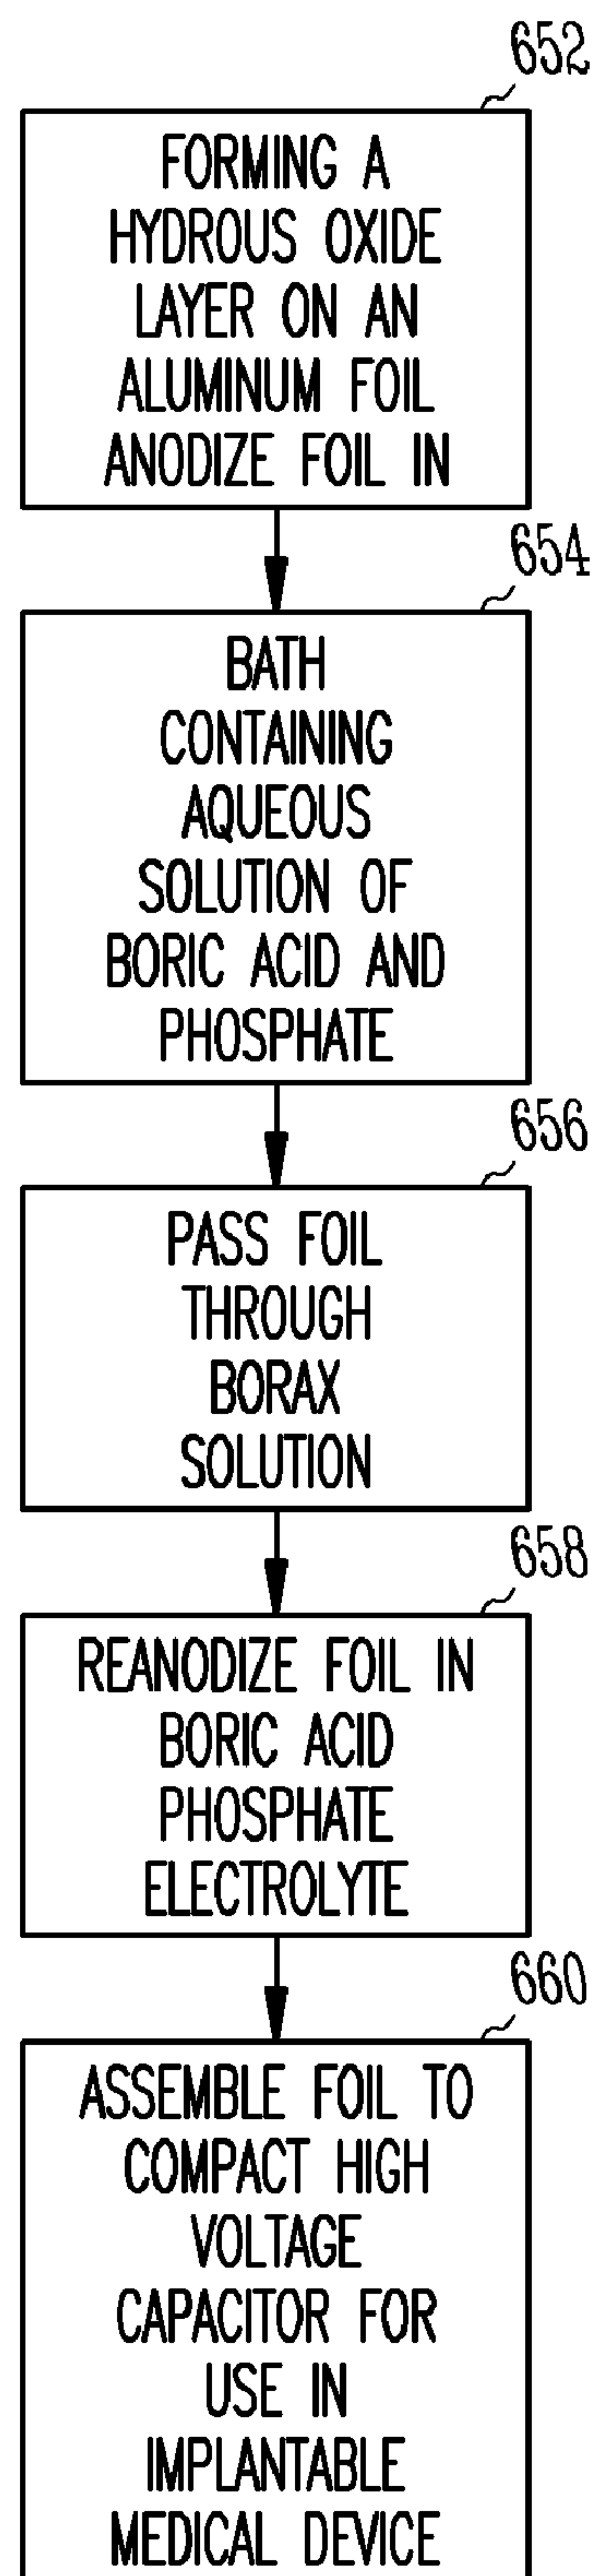 652
FORMING A
HYDROUS OXIDE
LAYER ON AN
ALUMINUM FOIL
ANODIZE FOIL IN
654
BATH
CONTAINING
AQUEOUS
SOLUTION OF
BORIC ACID AND
PHOSPHATE
656
PASS FOIL
THROUGH
BORAX
SOLUTION
658
REANODIZE FOIL IN
BORIC ACID
PHOSPHATE
ELECTROLYTE
660
ASSEMBLE FOIL TO
COMPACT HIGH
VOLTAGE
CAPACITOR FOR
USE IN
IMPLANTABLE
MEDICAL DEVICE